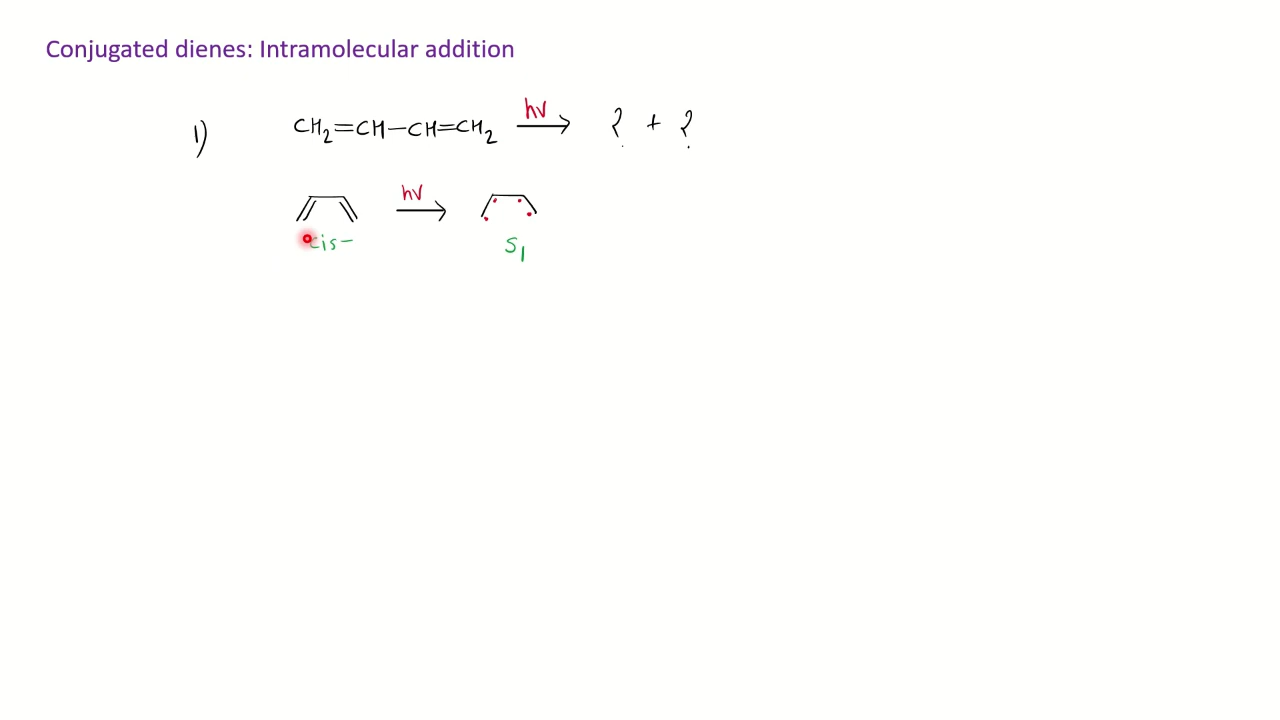 Conjugated dienes: Intramolecular addition
1) CH₂=CH–CH=CH₂ hν → ? + ?
hν
cis– S₁